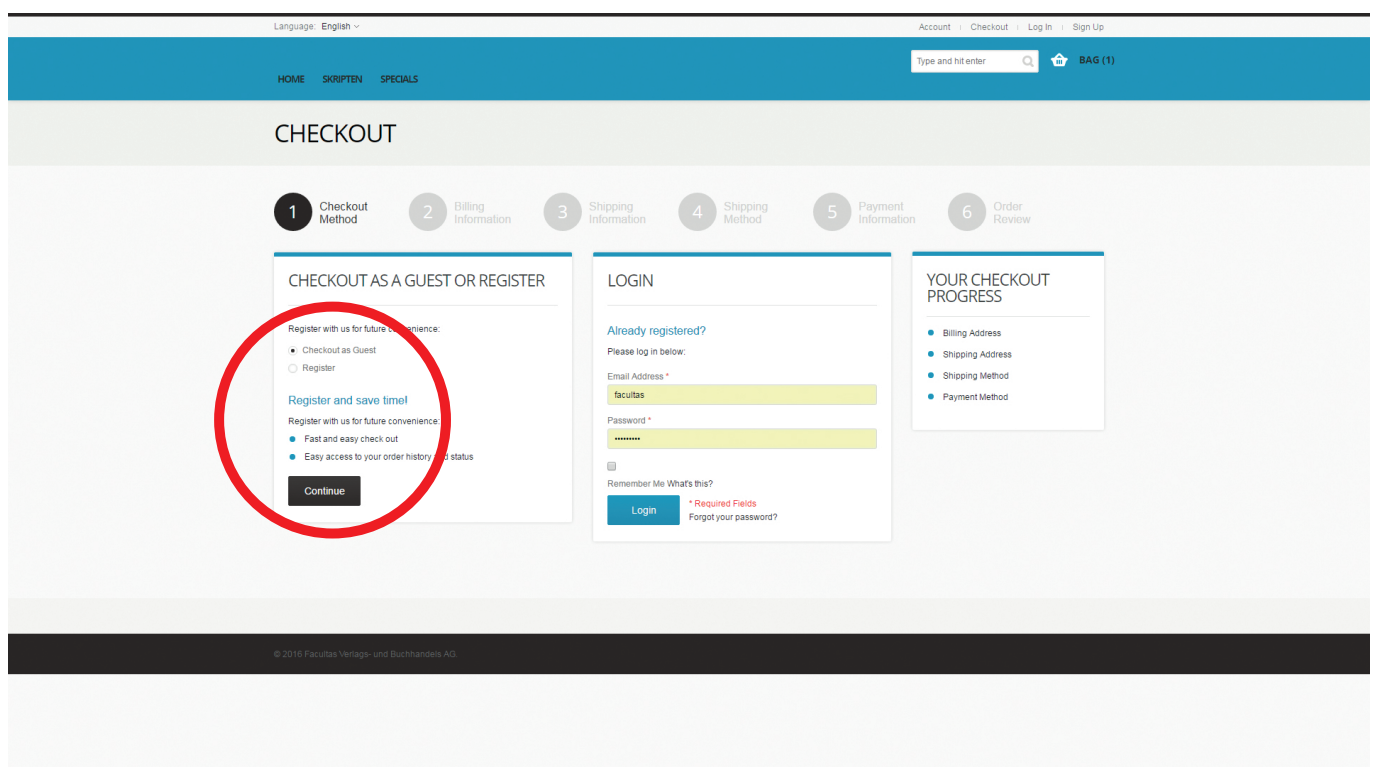 Language: English
Account Checkout Log In Sign Up
Type and hit enter
BAG (1)
HOME SKRIPTEN SPECIALS
CHECKOUT
1 Checkout Method
2 Billing Information
3 Shipping Information
4 Shipping Method
5 Payment Information
6 Order Review
CHECKOUT AS A GUEST OR REGISTER
Register with us for future convenience:
Checkout as Guest
Register
Register and save time!
Register with us for future convenience:
Fast and easy check out
Easy access to your order history and status
Continue
LOGIN
Already registered?
Please log in below:
Email Address *
facultas
Password *
•••••••••
Remember Me What's this?
Login
* Required Fields
Forgot your password?
YOUR CHECKOUT
PROGRESS
Billing Address
Shipping Address
Shipping Method
Payment Method
© 2016 Facultas Verlags- und Buchhandels AG.